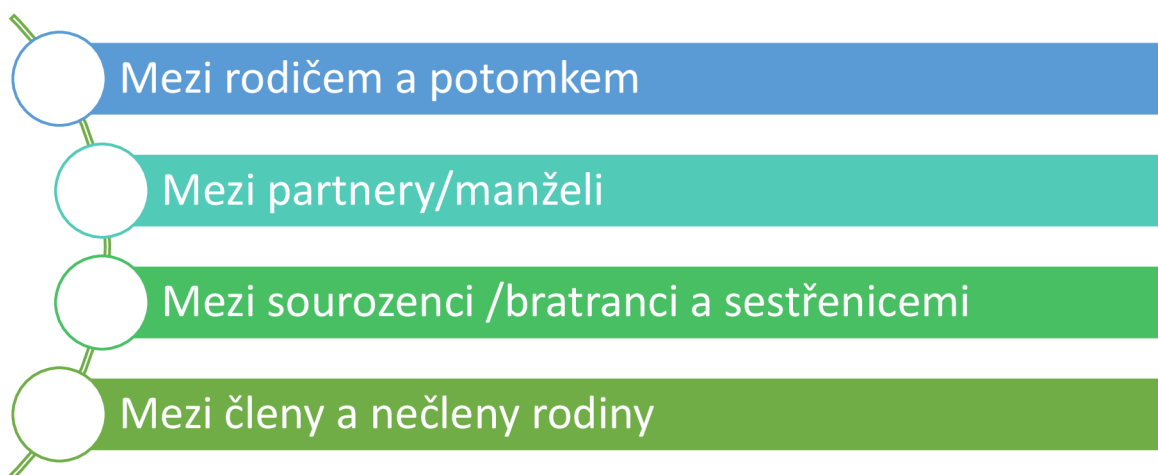 Mezi rodičem a potomkem
Mezi partnery/manželi
Mezi sourozenci /bratranci a sestřenicemi
Mezi členy a nečleny rodiny